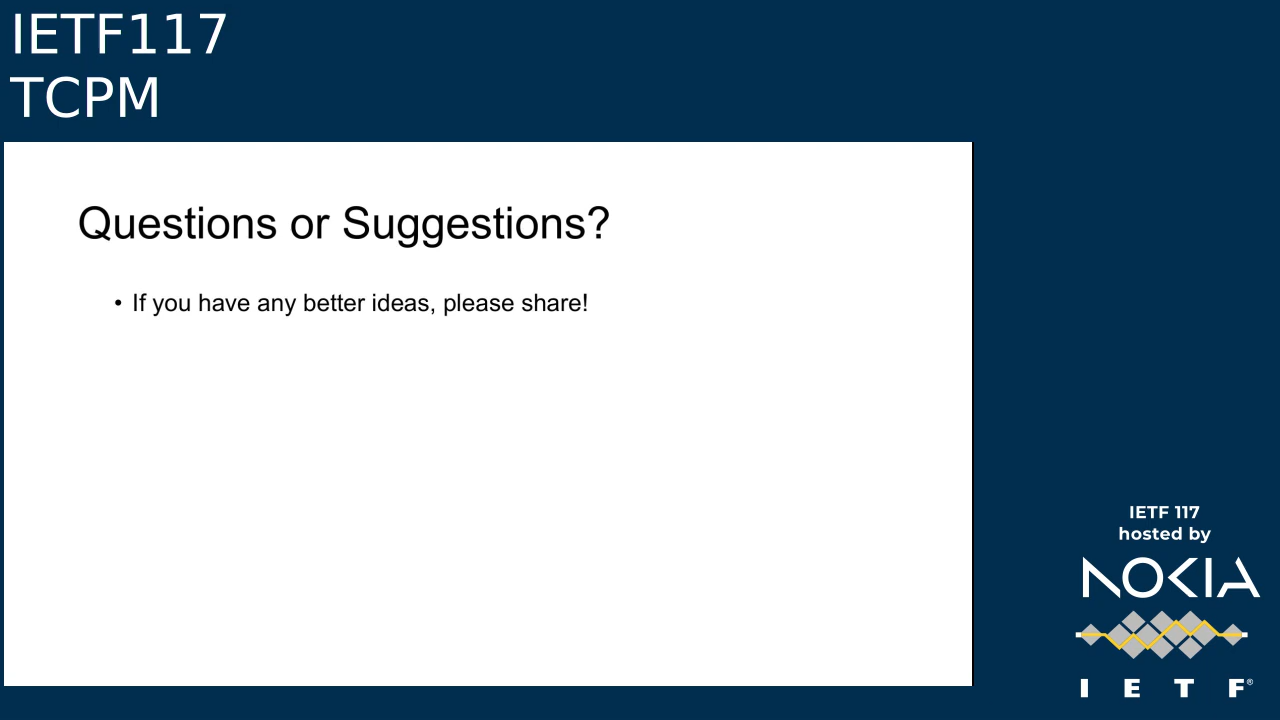 IETF117
TCPM
Questions or Suggestions?
• If you have any better ideas, please share!
IETF 117
hosted by
NOKIA
I E T F®